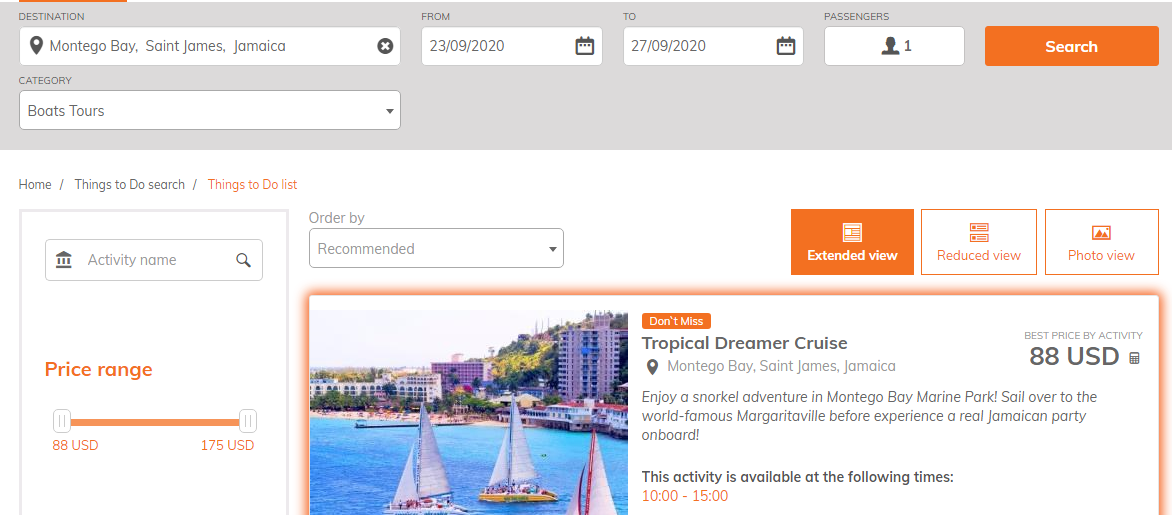 DESTINATION
FROM
TO
PASSENGERS
Montego Bay, Saint James, Jamaica
23/09/2020
27/09/2020
1
Search
CATEGORY
Boats Tours
Home / Things to Do search / Things to Do list
Activity name
Price range
88 USD
175 USD
Order by
Recommended
Extended view
Reduced view
Photo view
Don't Miss
Tropical Dreamer Cruise
Montego Bay, Saint James, Jamaica
BEST PRICE BY ACTIVITY
88 USD
Enjoy a snorkel adventure in Montego Bay Marine Park! Sail over to the
world-famous Margaritaville before experience a real Jamaican party
onboard!
This activity is available at the following times:
10:00 - 15:00